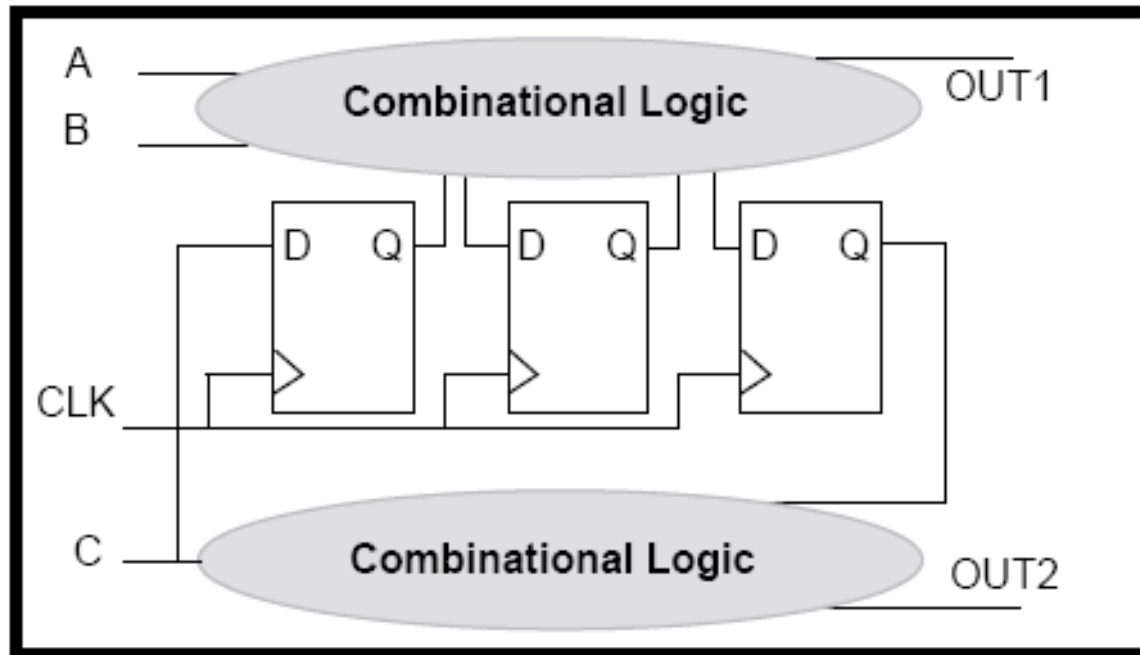 A
Combinational Logic
OUT1
B
D Q
D Q
D Q
CLK
C
Combinational Logic
OUT2